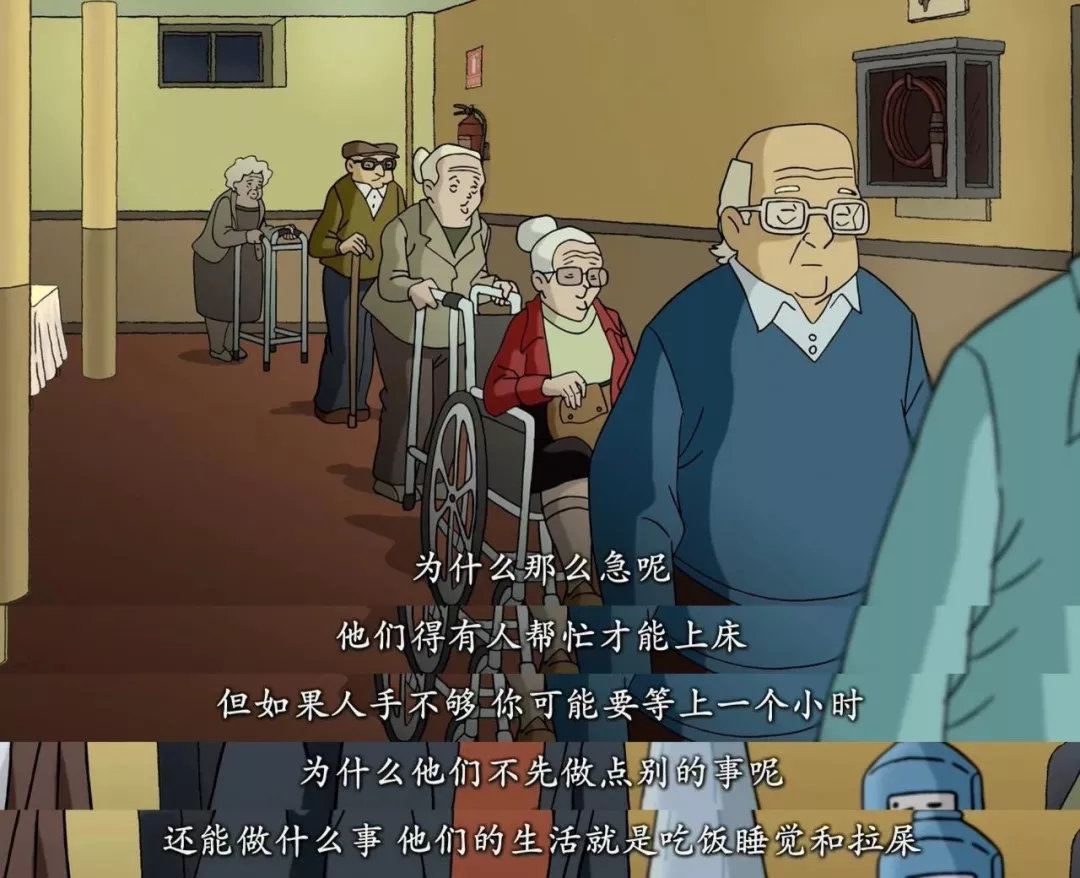 为什么那么急呢
他们得有人帮忙才能上床
但如果人手不够 你可能要等上一个小时
为什么他们不先做点别的事呢
还能做什么事 他们的生活就是吃饭睡觉和拉屎